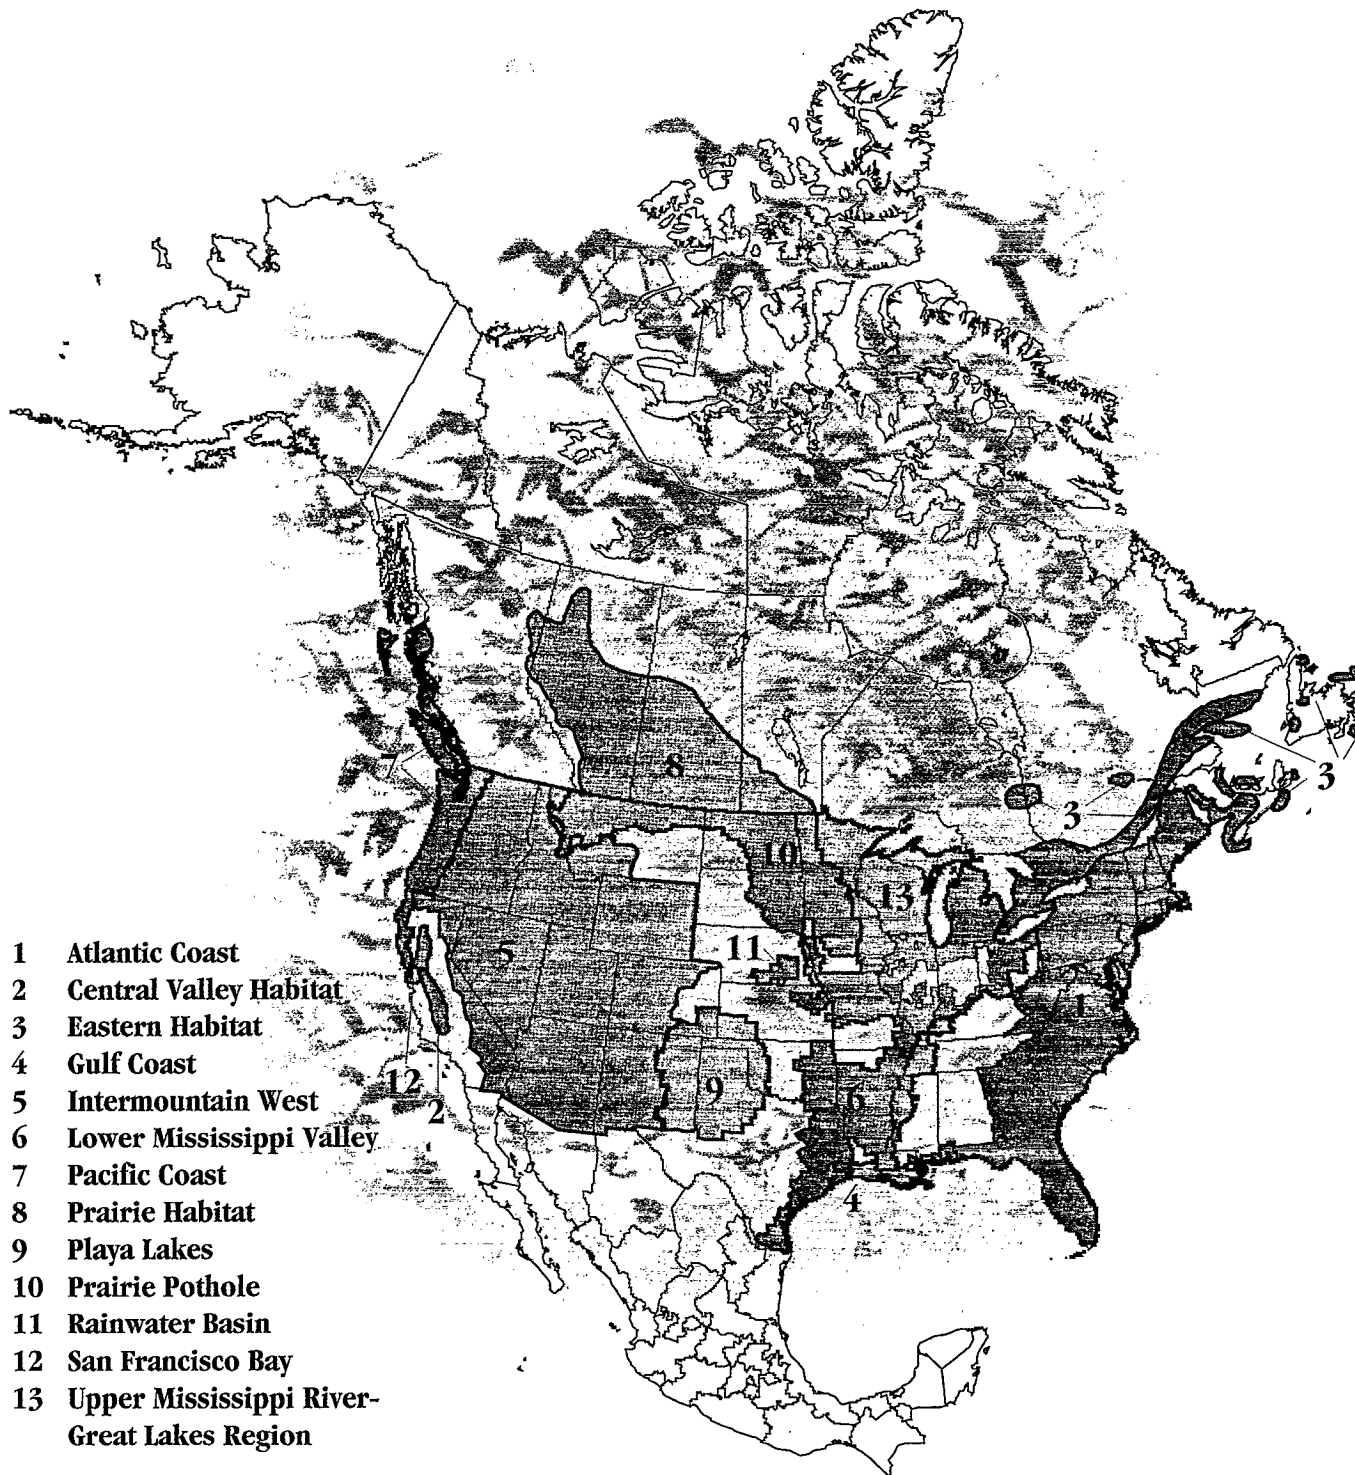 7
8
3
3
10
13
5
11
1
12
9
6
2
4
1 Atlantic Coast
2 Central Valley Habitat
3 Eastern Habitat
4 Gulf Coast
5 Intermountain West
6 Lower Mississippi Valley
7 Pacific Coast
8 Prairie Habitat
9 Playa Lakes
10 Prairie Pothole
11 Rainwater Basin
12 San Francisco Bay
13 Upper Mississippi River-
Great Lakes Region